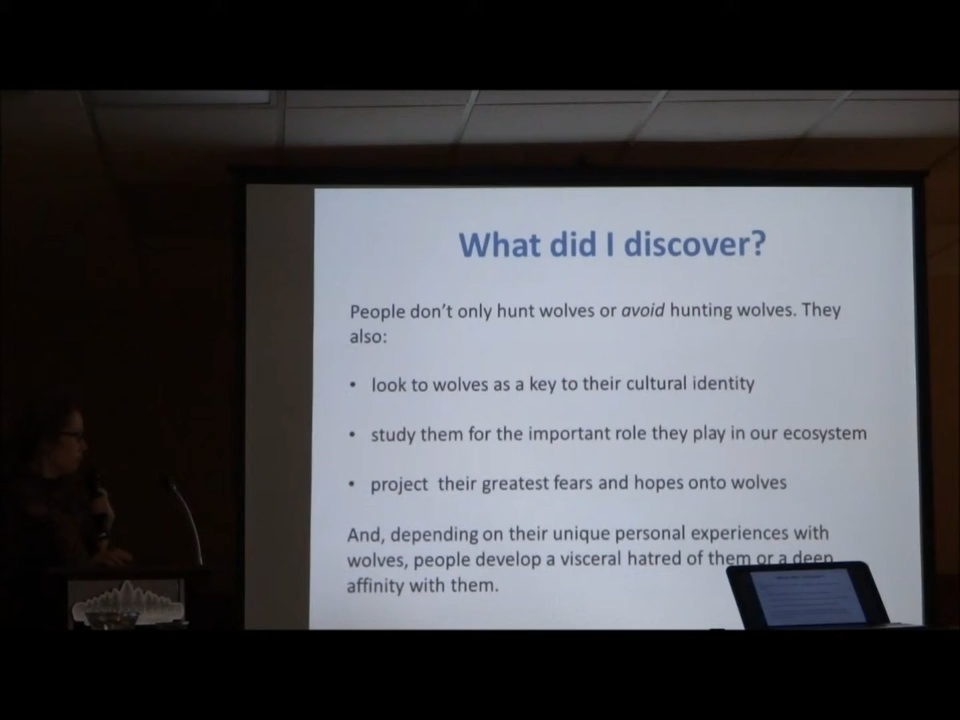 What did I discover?
People don't only hunt wolves or avoid hunting wolves. They
also:
• look to wolves as a key to their cultural identity
• study them for the important role they play in our ecosystem
• project their greatest fears and hopes onto wolves
And, depending on their unique personal experiences with
wolves, people develop a visceral hatred of them or a deep
affinity with them.